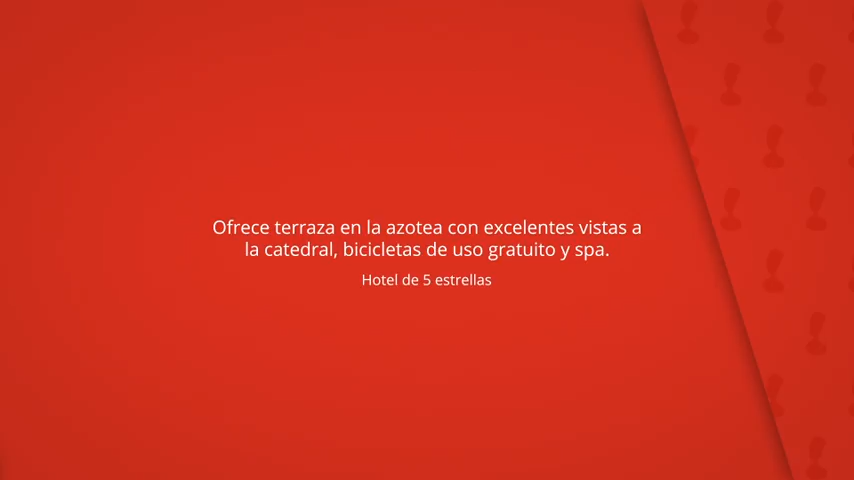 Ofrece terraza en la azotea con excelentes vistas a
la catedral, bicicletas de uso gratuito y spa.
Hotel de 5 estrellas